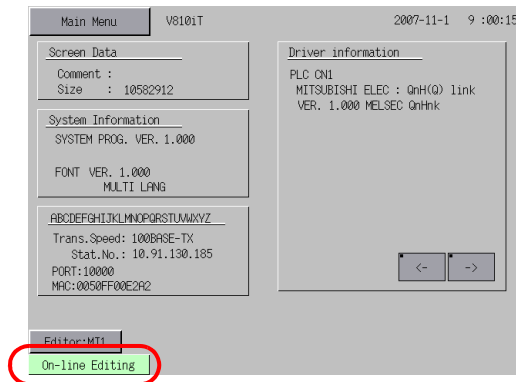 Main Menu V810iT 2007-11-1 9 :00:15
Screen Data
Comment :
Size : 10582912
System Information
SYSTEM PROG. VER. 1.000
FONT VER. 1.000
MULTI LANG
ABCDEFGHIJKLMNOPQRSTUVWXYZ
Trans.Speed: 100BASE-TX
Stat.No.: 10.91.130.185
PORT:10000
MAC:0050FF00E2A2
Driver information
PLC CN1
MITSUBISHI ELEC : QnH(Q) link
VER. 1.000 MELSEC QnHnk
<- ->
Editor:MJ1
On-line Editing